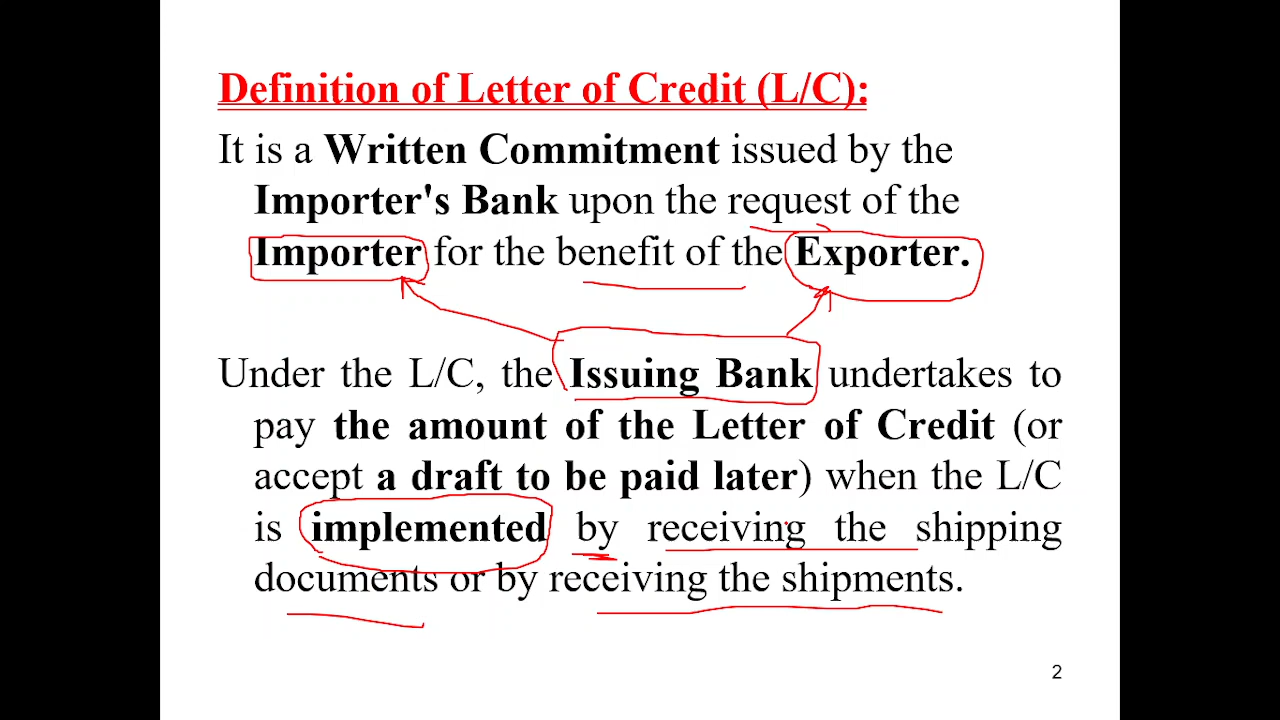 Definition of Letter of Credit (L/C):
It is a Written Commitment issued by the
Importer's Bank upon the request of the
Importer for the benefit of the Exporter.
Under the L/C, the Issuing Bank undertakes to
pay the amount of the Letter of Credit (or
accept a draft to be paid later) when the L/C
is implemented by receiving the shipping
documents or by receiving the shipments.
2